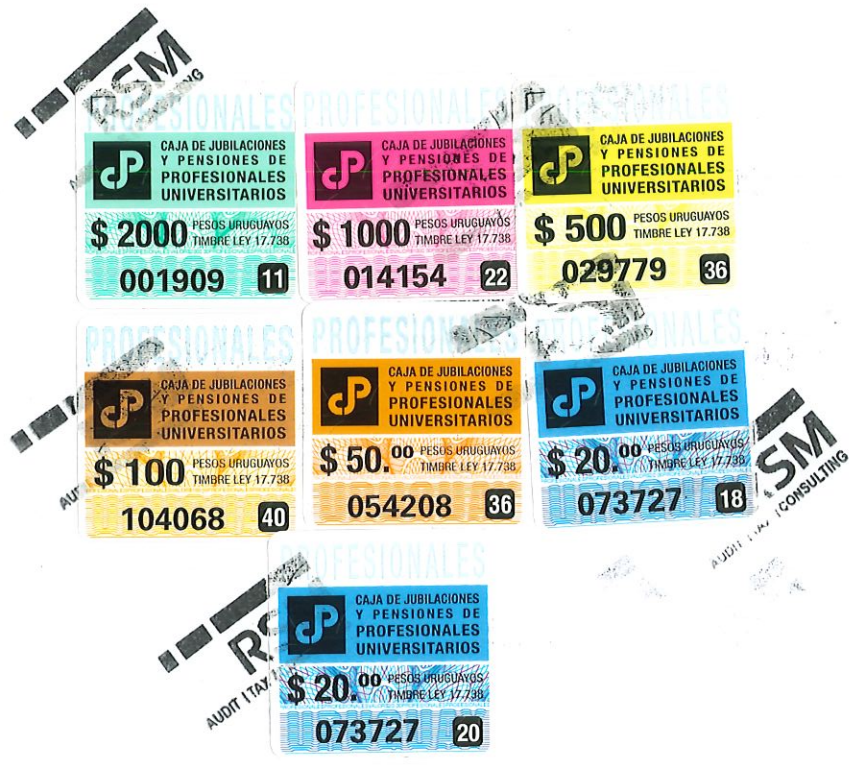 RSM
PROFESIONALES
CAJA DE JUBILACIONES
Y PENSIONES DE
PROFESIONALES
UNIVERSITARIOS
$ 2000 PESOS URUGUAYOS
TIMBRE LEY 17.738
001909 11
PROFESIONALES
CAJA DE JUBILACIONES
Y PENSIONES DE
PROFESIONALES
UNIVERSITARIOS
$ 1000 PESOS URUGUAYOS
TIMBRE LEY 17.738
014154 22
PROFESIONALES
CAJA DE JUBILACIONES
Y PENSIONES DE
PROFESIONALES
UNIVERSITARIOS
$ 500 PESOS URUGUAYOS
TIMBRE LEY 17.738
029779 36
PROFESIONALES
CAJA DE JUBILACIONES
Y PENSIONES DE
PROFESIONALES
UNIVERSITARIOS
$ 100 PESOS URUGUAYOS
TIMBRE LEY 17.738
104068 40
PROFESIONALES
CAJA DE JUBILACIONES
Y PENSIONES DE
PROFESIONALES
UNIVERSITARIOS
$ 50.00 PESOS URUGUAYOS
TIMBRE LEY 17.738
054208 36
PROFESIONALES
CAJA DE JUBILACIONES
Y PENSIONES DE
PROFESIONALES
UNIVERSITARIOS
$ 20.00 PESOS URUGUAYOS
TIMBRE LEY 17.738
073727 18
RSM
AUDIT | TAX | CONSULTING
PROFESIONALES
CAJA DE JUBILACIONES
Y PENSIONES DE
PROFESIONALES
UNIVERSITARIOS
$ 20.00 PESOS URUGUAYOS
TIMBRE LEY 17.738
073727 20
AUDIT | TAX